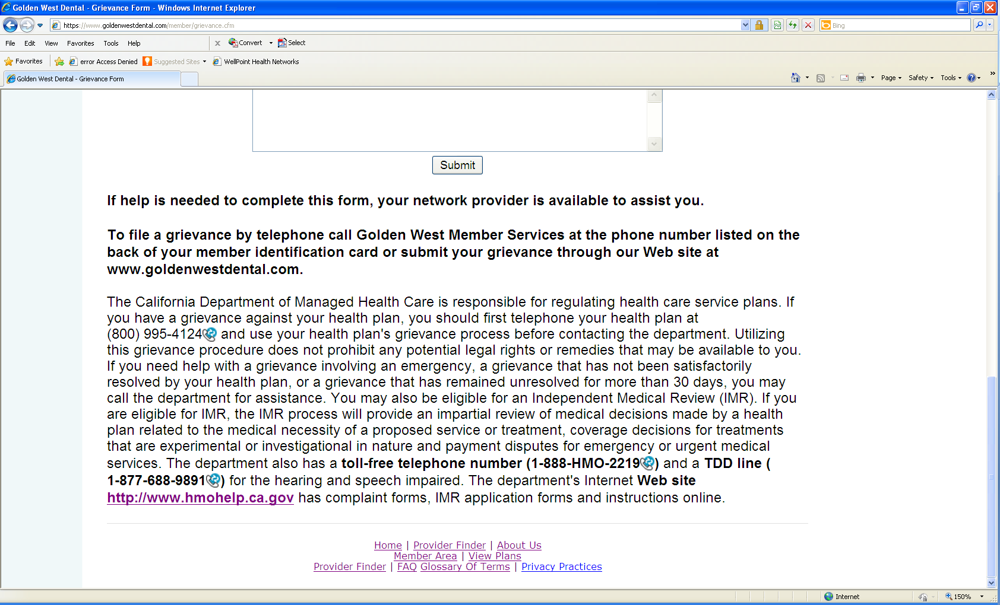 Golden West Dental - Grievance Form - Windows Internet Explorer
https://www.goldenwestdental.com/member/grievance.cfm
Bing
File Edit View Favorites Tools Help
x Convert Select
Favorites error Access Denied Suggested Sites WellPoint Health Networks
Golden West Dental - Grievance Form
Page Safety Tools »
Submit
If help is needed to complete this form, your network provider is available to assist you.
To file a grievance by telephone call Golden West Member Services at the phone number listed on the
back of your member identification card or submit your grievance through our Web site at
www.goldenwestdental.com.
The California Department of Managed Health Care is responsible for regulating health care service plans. If
you have a grievance against your health plan, you should first telephone your health plan at
(800) 995-4124 and use your health plan's grievance process before contacting the department. Utilizing
this grievance procedure does not prohibit any potential legal rights or remedies that may be available to you.
If you need help with a grievance involving an emergency, a grievance that has not been satisfactorily
resolved by your health plan, or a grievance that has remained unresolved for more than 30 days, you may
call the department for assistance. You may also be eligible for an Independent Medical Review (IMR). If you
are eligible for IMR, the IMR process will provide an impartial review of medical decisions made by a health
plan related to the medical necessity of a proposed service or treatment, coverage decisions for treatments
that are experimental or investigational in nature and payment disputes for emergency or urgent medical
services. The department also has a toll-free telephone number (1-888-HMO-2219) and a TDD line (
1-877-688-9891) for the hearing and speech impaired. The department's Internet Web site
http://www.hmohelp.ca.gov has complaint forms, IMR application forms and instructions online.
Home | Provider Finder | About Us
Member Area | View Plans
Provider Finder | FAQ Glossary Of Terms | Privacy Practices
Internet
150%